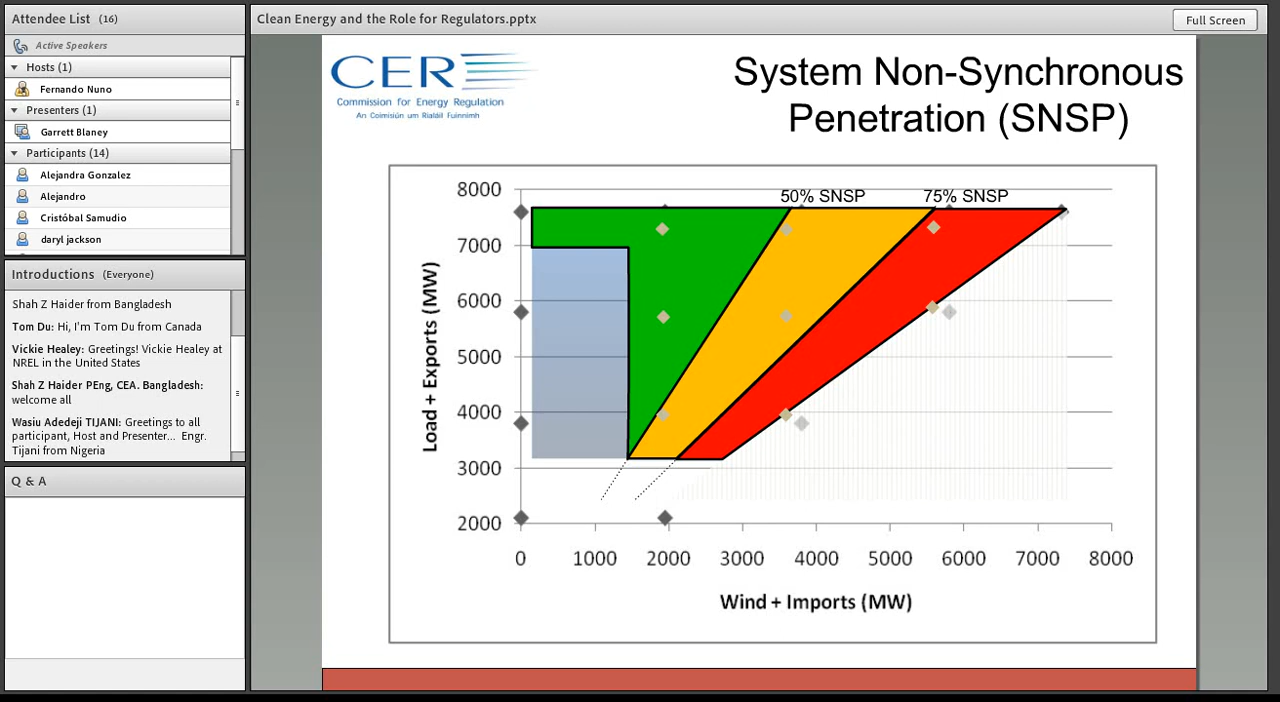 Attendee List (16)
Active Speakers
Hosts (1)
Fernando Nuno
Presenters (1)
Garrett Blaney
Participants (14)
Alejandra Gonzalez
Alejandro
Cristóbal Samudio
daryl jackson
Introductions (Everyone)
Shah Z Haider from Bangladesh
Tom Du: Hi, I'm Tom Du from Canada
Vickie Healey: Greetings! Vickie Healey at
NREL in the United States
Shah Z Haider PEng, CEA. Bangladesh:
welcome all
Wasiu Adedeji TIJANI: Greetings to all
participant, Host and Presenter... Engr.
Tijani from Nigeria
Q & A
Clean Energy and the Role for Regulators.pptx
Full Screen
CER
Commission for Energy Regulation
An Coimisiún um Rialáil Fuinnimh
System Non-Synchronous
Penetration (SNSP)
50% SNSP
75% SNSP
Load + Exports (MW)
8000
7000
6000
5000
4000
3000
2000
0 1000 2000 3000 4000 5000 6000 7000 8000
Wind + Imports (MW)